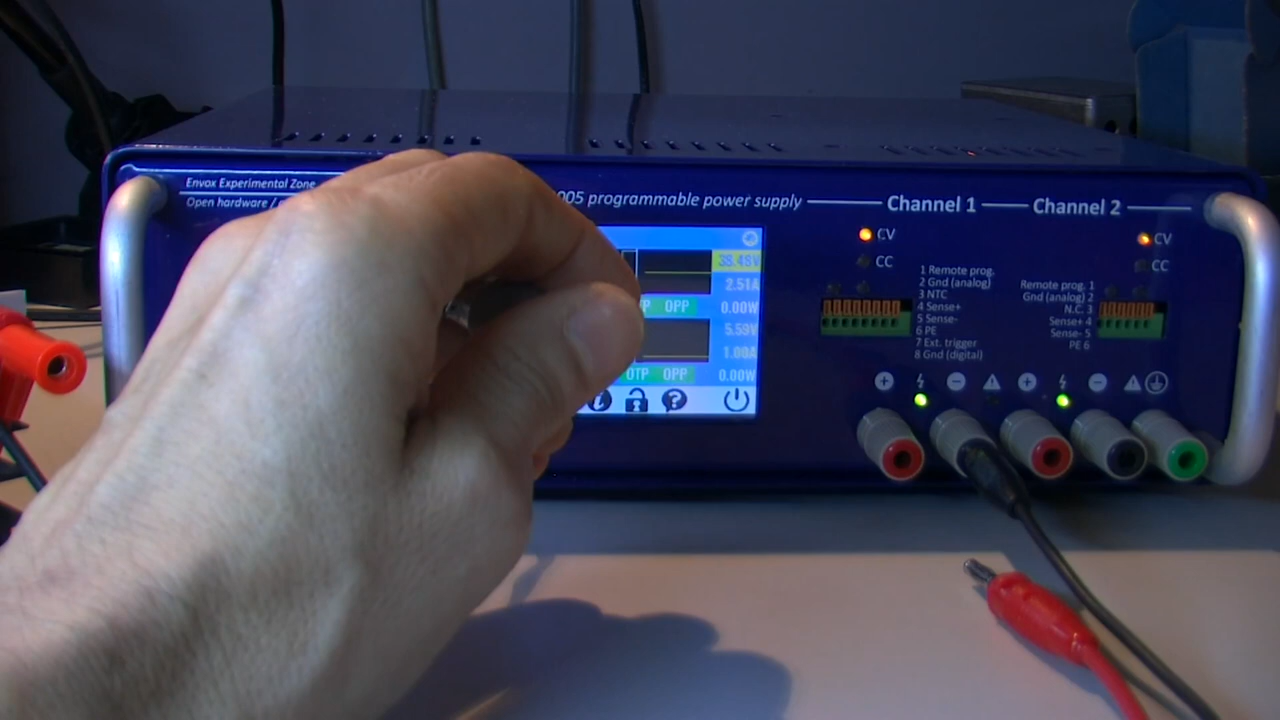 Envox Experimental Zone
Open hardware /
005 programmable power supply
Channel 1
Channel 2
CV
CC
CV
CC
1 Remote prog.
2 Gnd (analog)
3 NTC
4 Sense+
5 Sense-
6 PE
7 Ext. trigger
8 Gnd (digital)
Remote prog. 1
Gnd (analog) 2
N.C. 3
Sense+ 4
Sense- 5
PE 6
38.48V
2.51A
OPP
0.00W
5.59V
1.00A
OTP OPP
0.00W